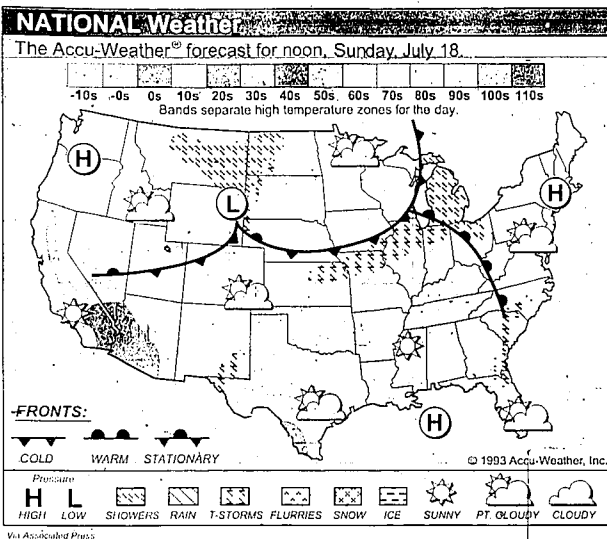 NATIONAL Weather
The Accu-Weather® forecast for noon, Sunday, July 18.
-10s -0s 0s 10s 20s 30s 40s 50s 60s 70s 80s 90s 100s 110s
Bands separate high temperature zones for the day.
H
L
H
H
FRONTS:
COLD WARM STATIONARY
© 1993 Accu-Weather, Inc.
Pressure
H L
HIGH LOW SHOWERS RAIN T-STORMS FLURRIES SNOW ICE SUNNY PT. CLOUDY CLOUDY
Via Associated Press